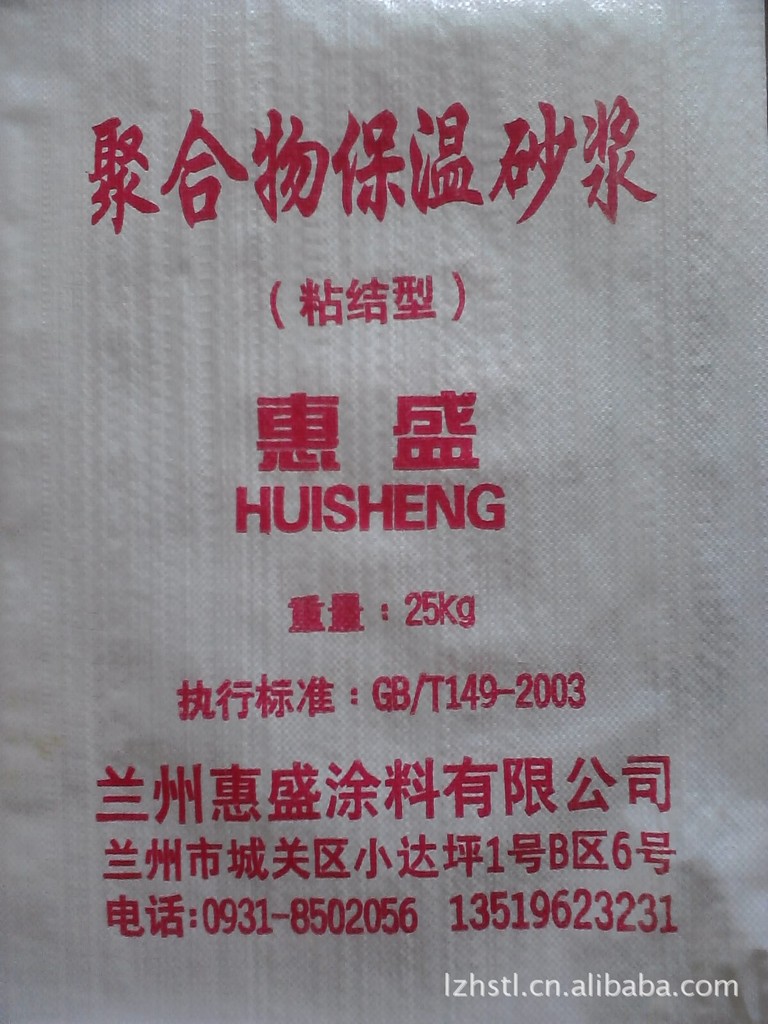 聚合物保温砂浆
（粘结型）
惠盛
HUISHENG
重量：25Kg
执行标准：GB/T149-2003
兰州惠盛涂料有限公司
兰州市城关区小达坪1号B区6号
电话:0931-8502056 13519623231
lzhstl.cn.alibaba.com